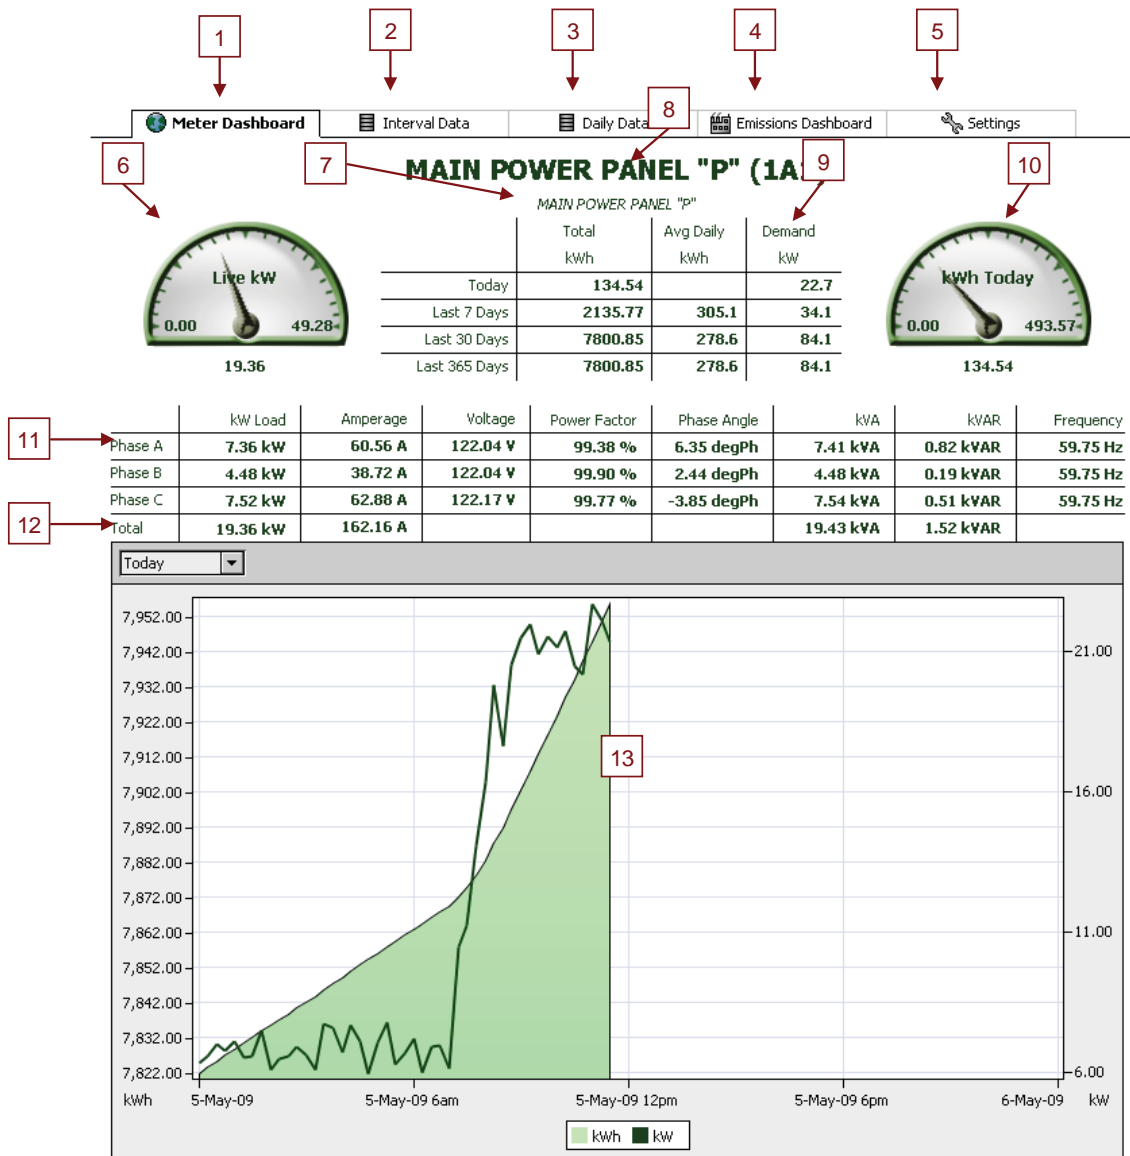 1
2
3
4
5
Meter Dashboard
Interval Data
Daily Data
8
Emissions Dashboard
Settings
6
7
MAIN POWER PANEL "P" (1A
9
10
MAIN POWER PANEL "P"
Total Avg Daily Demand
kWh kWh kW
Today 134.54 22.7
Last 7 Days 2135.77 305.1 34.1
Last 30 Days 7800.85 278.6 84.1
Last 365 Days 7800.85 278.6 84.1
Live kW
0.00 49.28
19.36
kWh Today
0.00 493.57
134.54
11
12
kW Load Amperage Voltage Power Factor Phase Angle kVA kVAR Frequency
Phase A 7.36 kW 60.56 A 122.04 V 99.38 % 6.35 degPh 7.41 kVA 0.82 kVAR 59.75 Hz
Phase B 4.48 kW 38.72 A 122.04 V 99.90 % 2.44 degPh 4.48 kVA 0.19 kVAR 59.75 Hz
Phase C 7.52 kW 62.88 A 122.17 V 99.77 % -3.85 degPh 7.54 kVA 0.51 kVAR 59.75 Hz
Total 19.36 kW 162.16 A 19.43 kVA 1.52 kVAR
Today
7,952.00
7,942.00
7,932.00
7,922.00
7,912.00
7,902.00
7,892.00
7,882.00
7,872.00
7,862.00
7,852.00
7,842.00
7,832.00
7,822.00
kWh
13
21.00
16.00
11.00
6.00
kW
5-May-09 5-May-09 6am 5-May-09 12pm 5-May-09 6pm 6-May-09
kWh kW